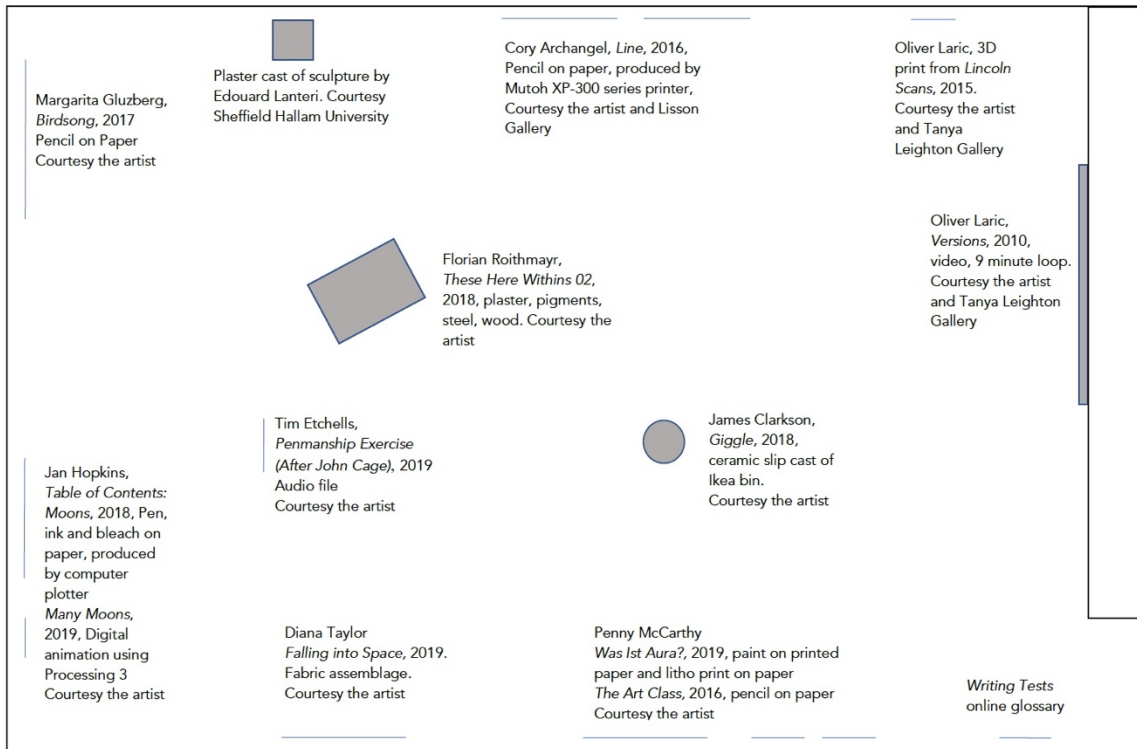 Margarita Gluzberg,
Birdsong, 2017
Pencil on Paper
Courtesy the artist
Plaster cast of sculpture by
Edouard Lanteri. Courtesy
Sheffield Hallam University
Cory Archangel, Line, 2016,
Pencil on paper, produced by
Mutoh XP-300 series printer,
Courtesy the artist and Lisson
Gallery
Oliver Laric, 3D
print from Lincoln
Scans, 2015.
Courtesy the artist
and Tanya
Leighton Gallery
Florian Roithmayr,
These Here Withins 02,
2018, plaster, pigments,
steel, wood. Courtesy the
artist
Oliver Laric,
Versions, 2010,
video, 9 minute loop.
Courtesy the artist
and Tanya Leighton
Gallery
Jan Hopkins,
Table of Contents:
Moons, 2018, Pen,
ink and bleach on
paper, produced
by computer
plotter
Many Moons,
2019, Digital
animation using
Processing 3
Courtesy the artist
Tim Etchells,
Penmanship Exercise
(After John Cage), 2019
Audio file
Courtesy the artist
James Clarkson,
Giggle, 2018,
ceramic slip cast of
Ikea bin.
Courtesy the artist
Diana Taylor
Falling into Space, 2019.
Fabric assemblage.
Courtesy the artist
Penny McCarthy
Was Ist Aura?, 2019, paint on printed
paper and litho print on paper
The Art Class, 2016, pencil on paper
Courtesy the artist
Writing Tests
online glossary